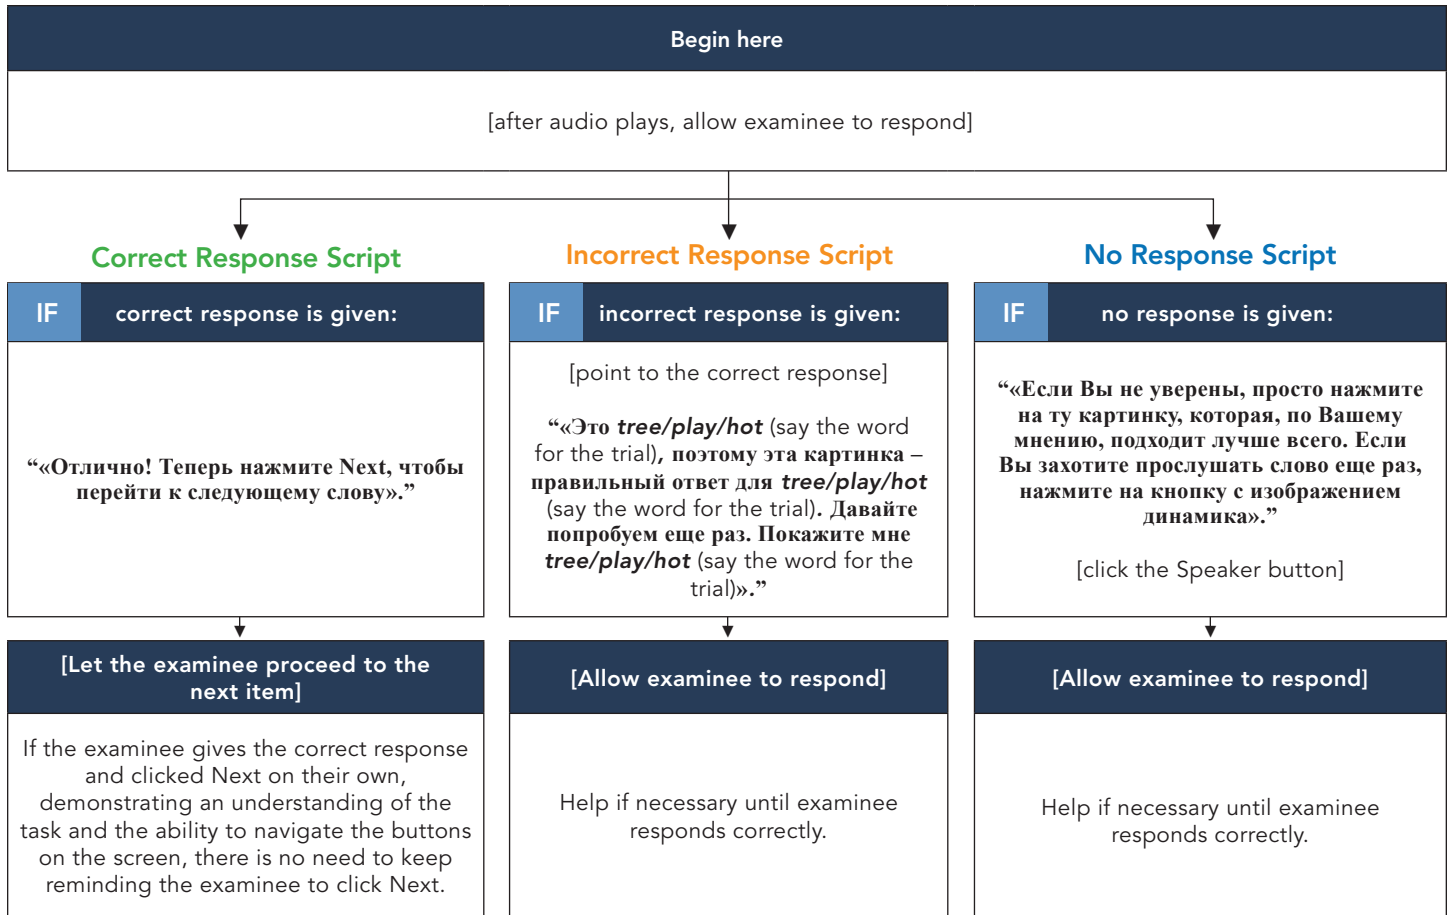 Begin here
[after audio plays, allow examinee to respond]
Correct Response Script
IF correct response is given:
“«Отлично! Теперь нажмите Next, чтобы
перейти к следующему слову».”
[Let the examinee proceed to the
next item]
If the examinee gives the correct response
and clicked Next on their own,
demonstrating an understanding of the
task and the ability to navigate the buttons
on the screen, there is no need to keep
reminding the examinee to click Next.
Incorrect Response Script
IF incorrect response is given:
[point to the correct response]
“«Это tree/play/hot (say the word
for the trial), поэтому эта картинка –
правильный ответ для tree/play/hot
(say the word for the trial). Давайте
попробуем еще раз. Покажите мне
tree/play/hot (say the word for the
trial)».”
[Allow examinee to respond]
Help if necessary until examinee
responds correctly.
No Response Script
IF no response is given:
“«Если Вы не уверены, просто нажмите
на ту картинку, которая, по Вашему
мнению, подходит лучше всего. Если
Вы захотите прослушать слово еще раз,
нажмите на кнопку с изображением
динамика».”
[click the Speaker button]
[Allow examinee to respond]
Help if necessary until examinee
responds correctly.